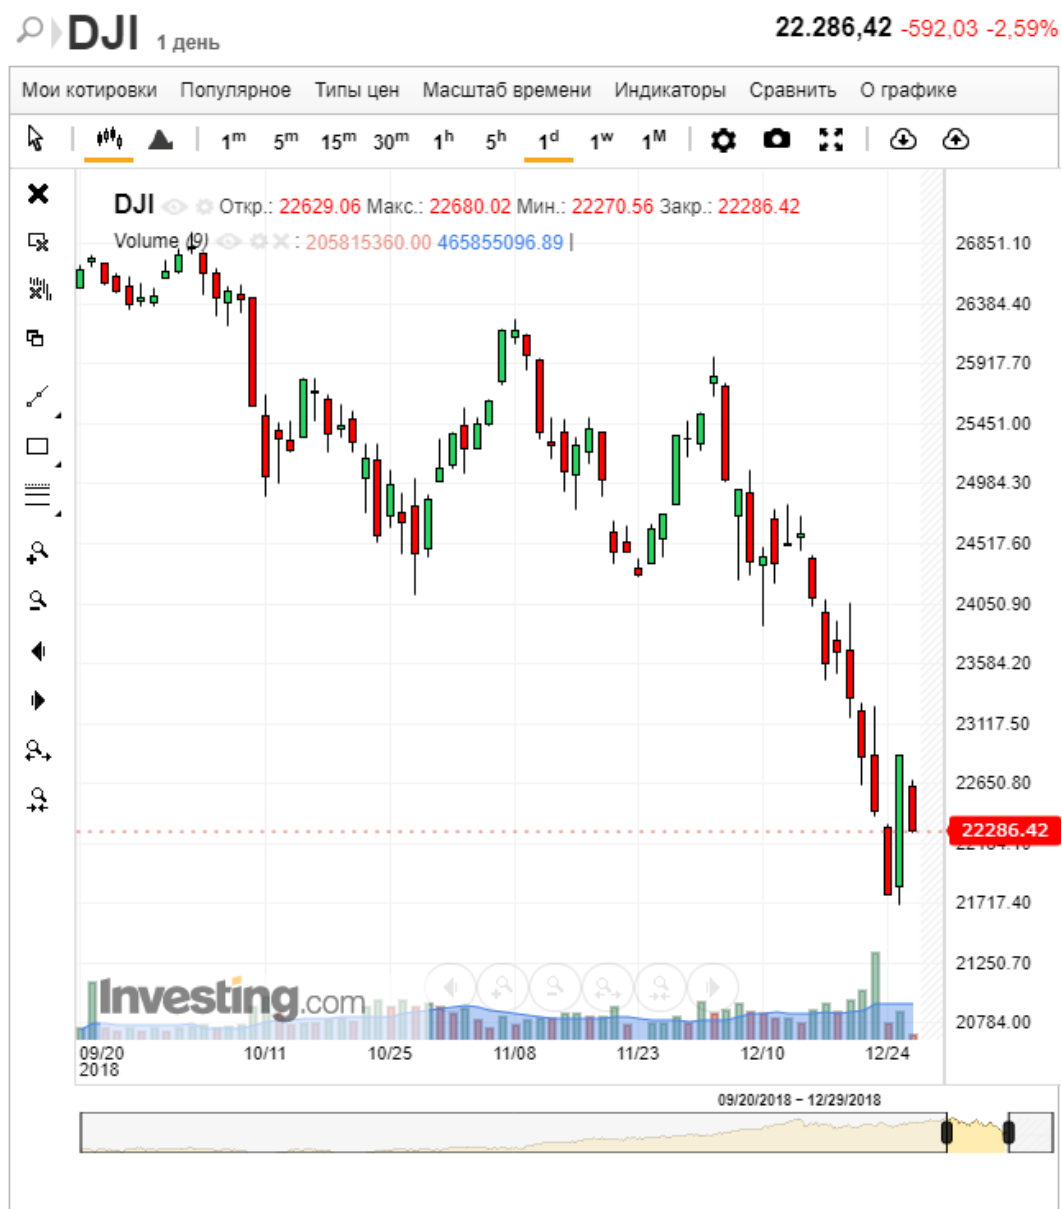 DJI 1 день 22.286,42 -592,03 -2,59%
Мои котировки Популярное Типы цен Масштаб времени Индикаторы Сравнить О графике
1m 5m 15m 30m 1h 5h 1d 1w 1M
DJI Откр.: 22629.06 Макс.: 22680.02 Мин.: 22270.56 Закр.: 22286.42
Volume (9) : 205815360.00 465855096.89
26851.10
26384.40
25917.70
25451.00
24984.30
24517.60
24050.90
23584.20
23117.50
22650.80
22286.42
21717.40
21250.70
20784.00
Investing.com
09/20 10/11 10/25 11/08 11/23 12/10 12/24
2018
09/20/2018 - 12/29/2018